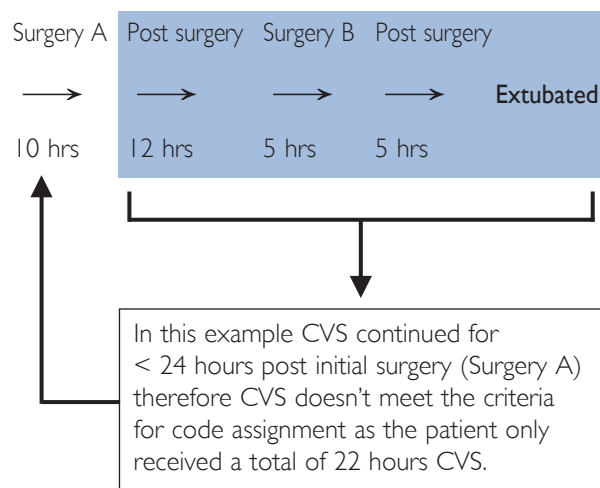 Surgery A Post surgery Surgery B Post surgery
Extubated
10 hrs 12 hrs 5 hrs 5 hrs
In this example CVS continued for
< 24 hours post initial surgery (Surgery A)
therefore CVS doesn't meet the criteria
for code assignment as the patient only
received a total of 22 hours CVS.